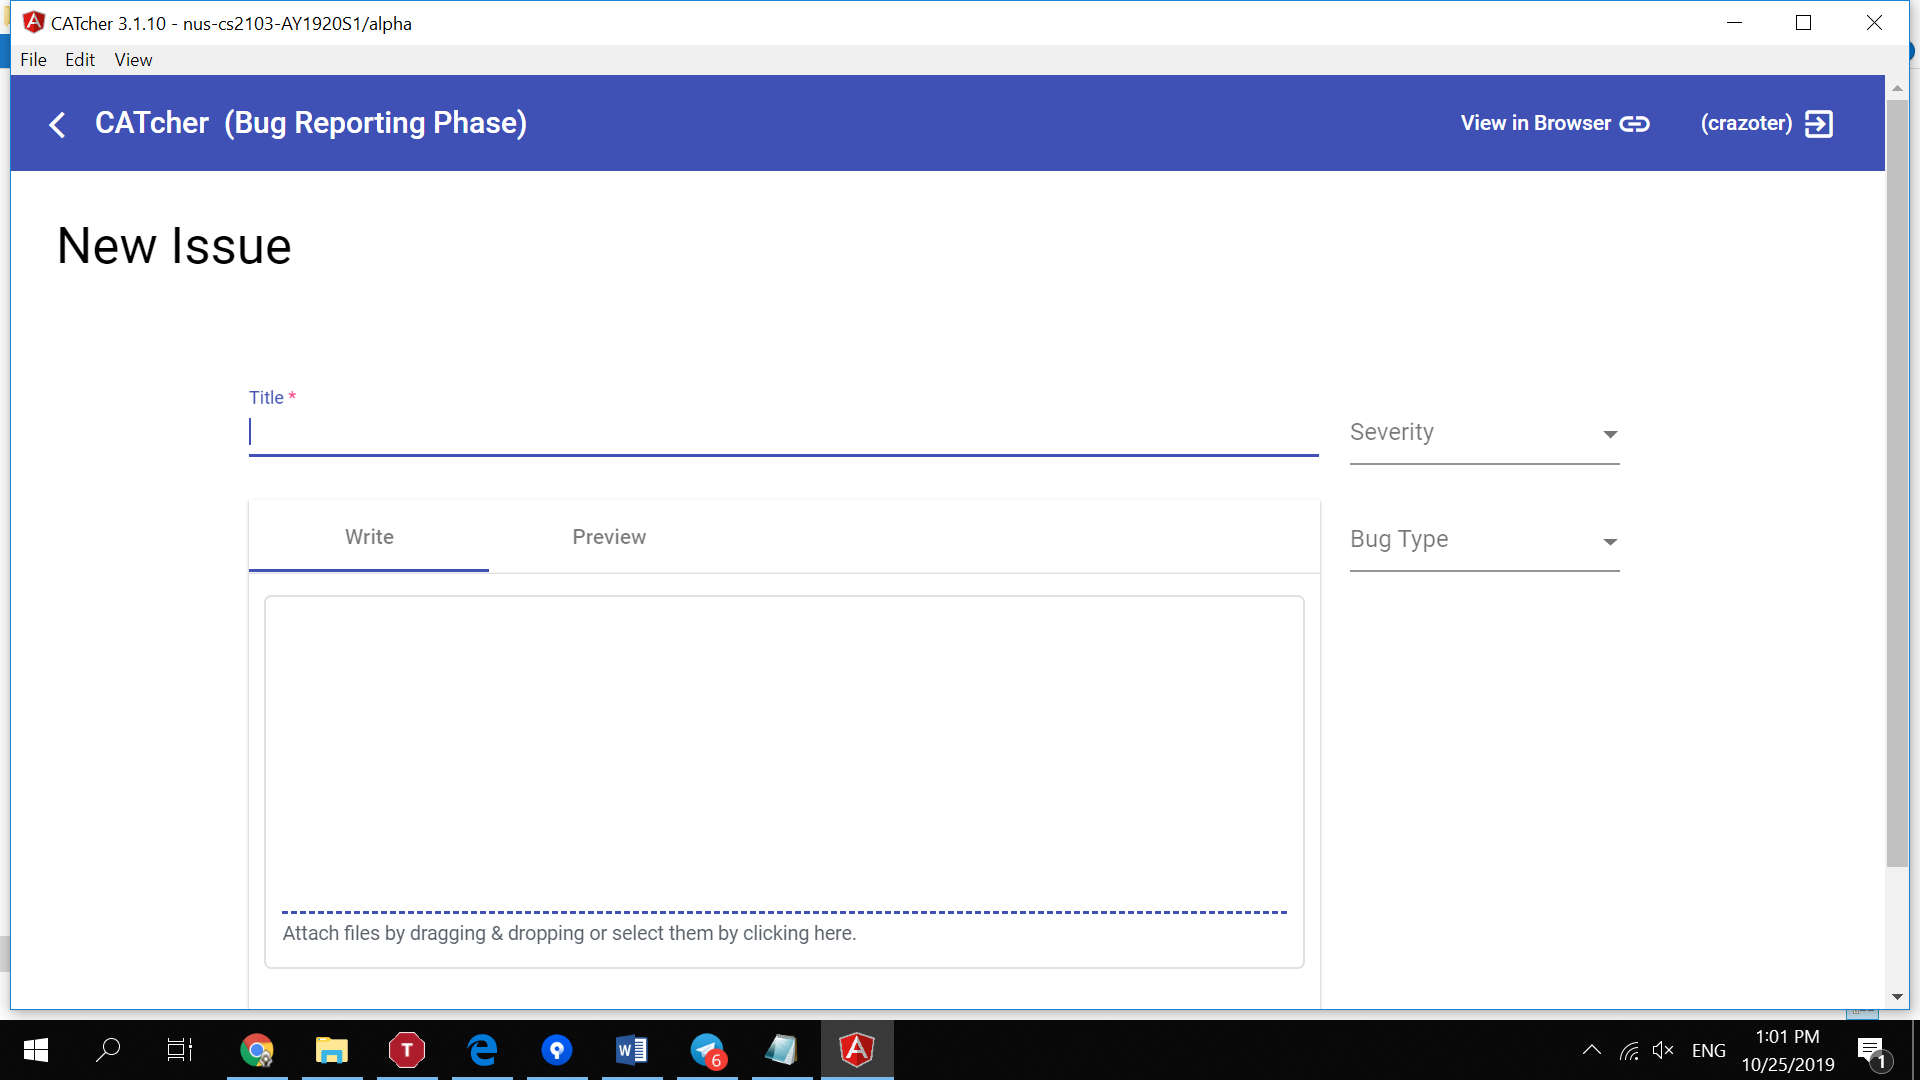 CATcher 3.1.10 - nus-cs2103-AY1920S1/alpha
File Edit View
CATcher (Bug Reporting Phase)
View in Browser
(crazoter)
New Issue
Title *
Severity
Write
Preview
Bug Type
Attach files by dragging & dropping or select them by clicking here.
T
W
6
A
ENG
1:01 PM
10/25/2019
1